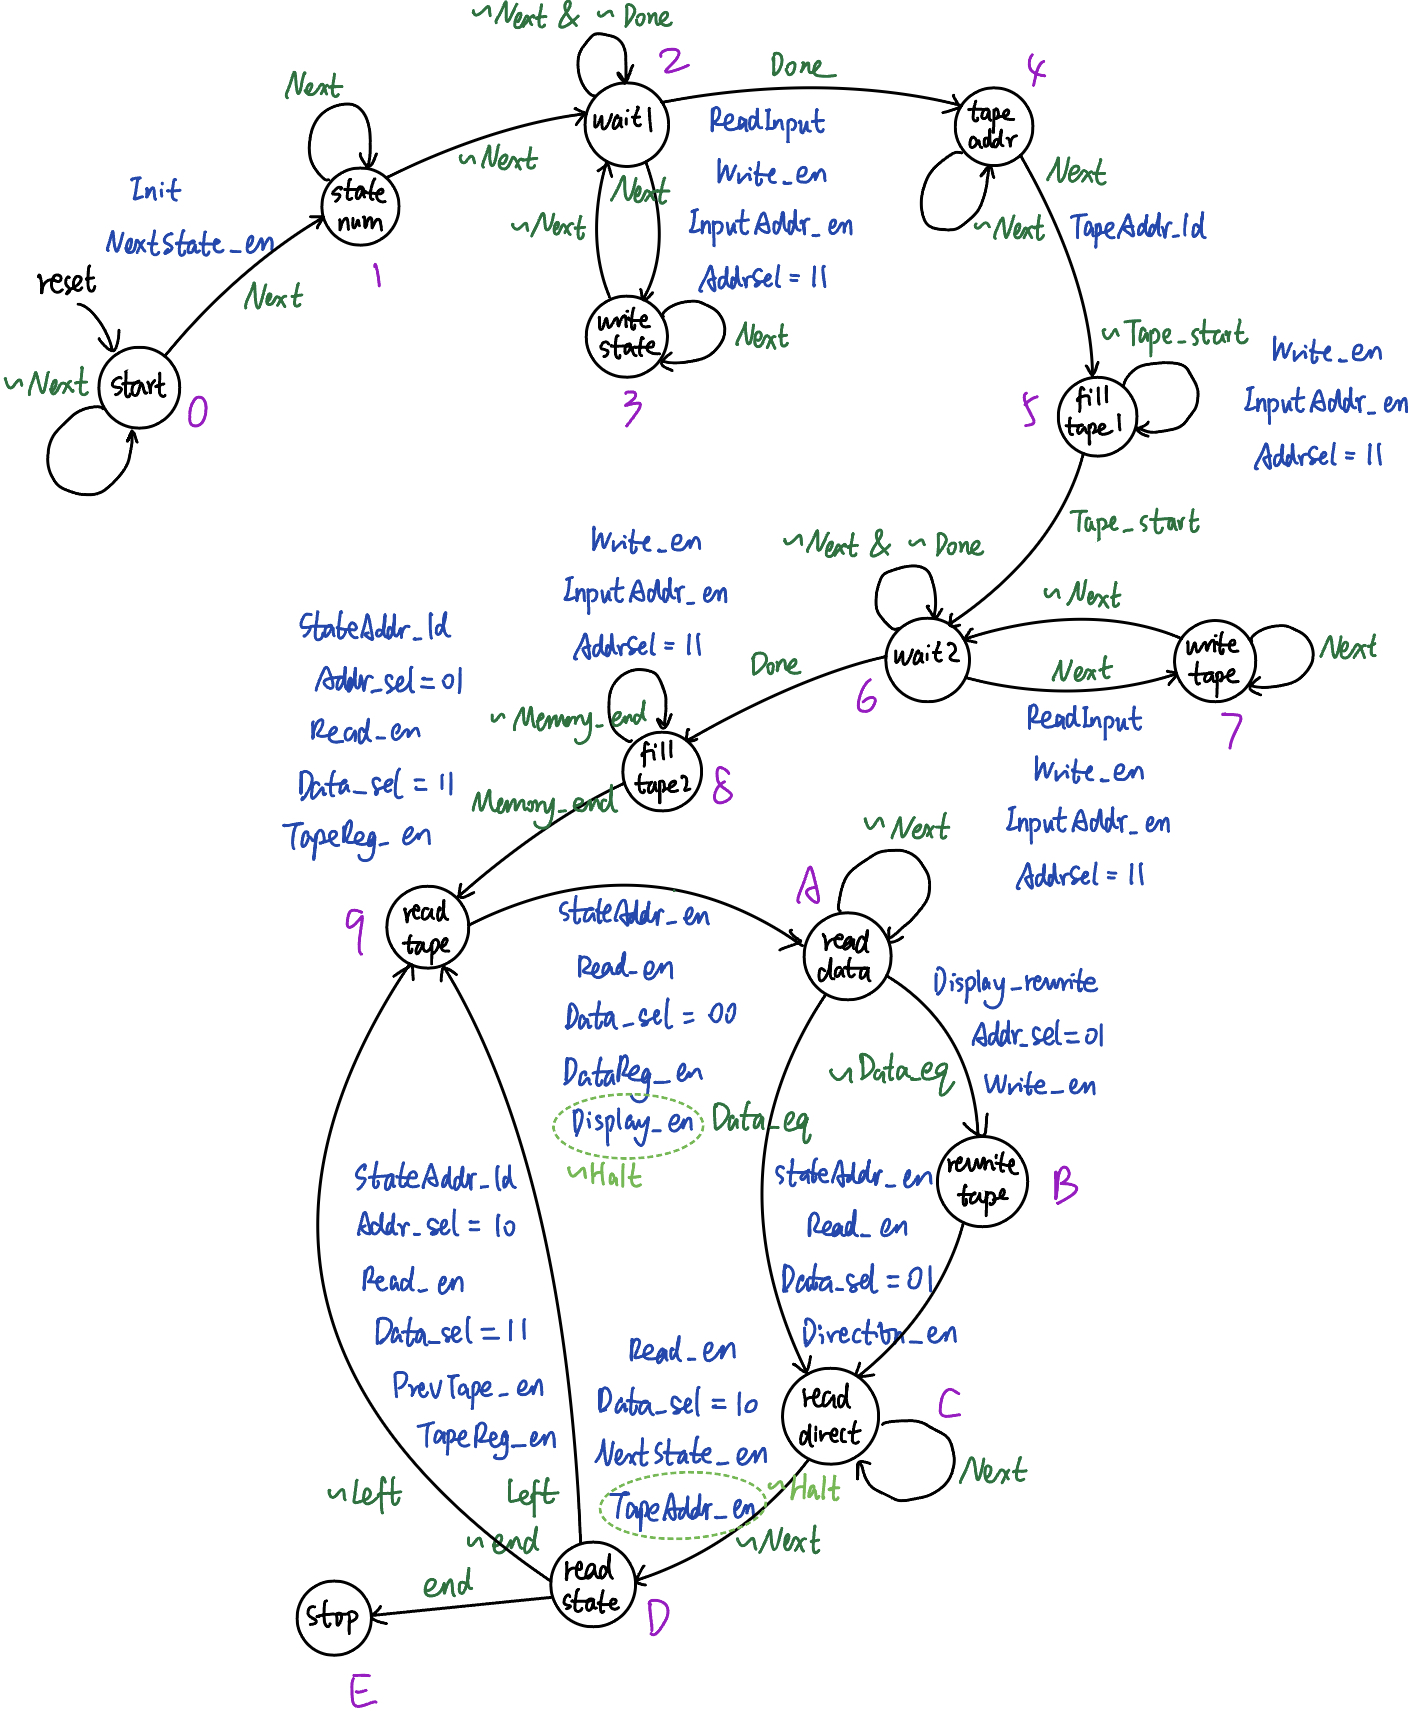 ~Next & ~Done
2
Done
4
Next
wait1
tape
addr
ReadInput
Write_en
InputAddr_en
AddrSel = 11
~Next
Next
~Next
Next
~Next
TapeAddr_ld
Init
NextState_en
state
num
1
reset
Next
write
state
Next
3
~Next
start
0
~Tape_start
Write_en
InputAddr_en
AddrSel = 11
5
fill
tape1
Tape_start
~Next & ~Done
Write_en
InputAddr_en
AddrSel = 11
~Next
StateAddr_ld
Addr_sel = 01
Read_en
Data_sel = 11
TapeReg_en
Done
wait2
6
Next
write
tape
Next
7
ReadInput
Write_en
InputAddr_en
AddrSel = 11
~Memory_end
fill
tape2
8
Memory_end
~Next
A
9
read
tape
stateAddr_en
Read_en
Data_sel = 00
DataReg_en
Display_en
~Halt
read
data
Display_rewrite
Addr_sel = 01
Write_en
~Data_eq
Data_eq
rewrite
tape
B
stateAddr_en
Read_en
Data_sel = 01
Direction_en
StateAddr_ld
Addr_sel = 10
Read_en
Data_sel = 11
PrevTape_en
TapeReg_en
Read_en
Data_sel = 10
NextState_en
TapeAddr_en
~Halt
read
direct
C
Next
~Next
~Left
Left
~end
end
read
state
D
stop
E